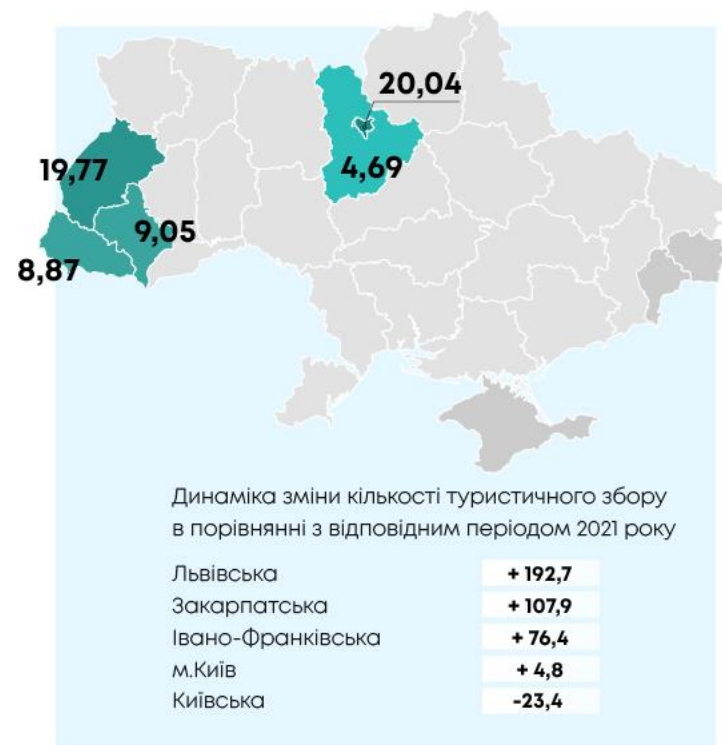 20,04
19,77
4,69
9,05
8,87
Динаміка зміни кількості туристичного збору
в порівнянні з відповідним періодом 2021 року
Львівська + 192,7
Закарпатська + 107,9
Івано-Франківська + 76,4
м.Київ + 4,8
Київська -23,4